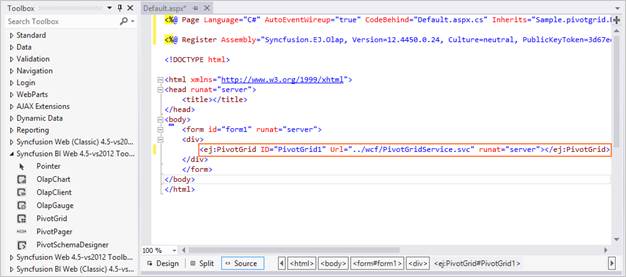 Toolbox
Search Toolbox
Standard
Data
Validation
Navigation
Login
WebParts
AJAX Extensions
Dynamic Data
Reporting
Syncfusion Web (Classic) 4.5-vs20
Syncfusion BI Web 4.5-vs2012 Too
Pointer
OlapChart
OlapClient
OlapGauge
PivotGrid
PivotPager
PivotSchemaDesigner
Syncfusion Web 4.5-vs2012 Toolbo
Syncfusion BI Web 4.5-vs2012 Too
Default.aspx*
<%@ Page Language="C#" AutoEventWireup="true" CodeBehind="Default.aspx.cs" Inherits="Sample.pivotgrid.
<%@ Register Assembly="Syncfusion.EJ.Olap, Version=12.4450.0.24, Culture=neutral, PublicKeyToken=3d67e
<!DOCTYPE html>
<html xmlns="http://www.w3.org/1999/xhtml">
<head runat="server">
<title></title>
</head>
<body>
<form id="form1" runat="server">
<div>
<ej:PivotGrid ID="PivotGrid1" Url="../wcf/PivotGridService.svc" runat="server"></ej:PivotGrid>
</div>
</form>
</body>
</html>
100 %
Design Split Source <html> <body> <form#form1> <div> <ej:PivotGrid#PivotGrid1>